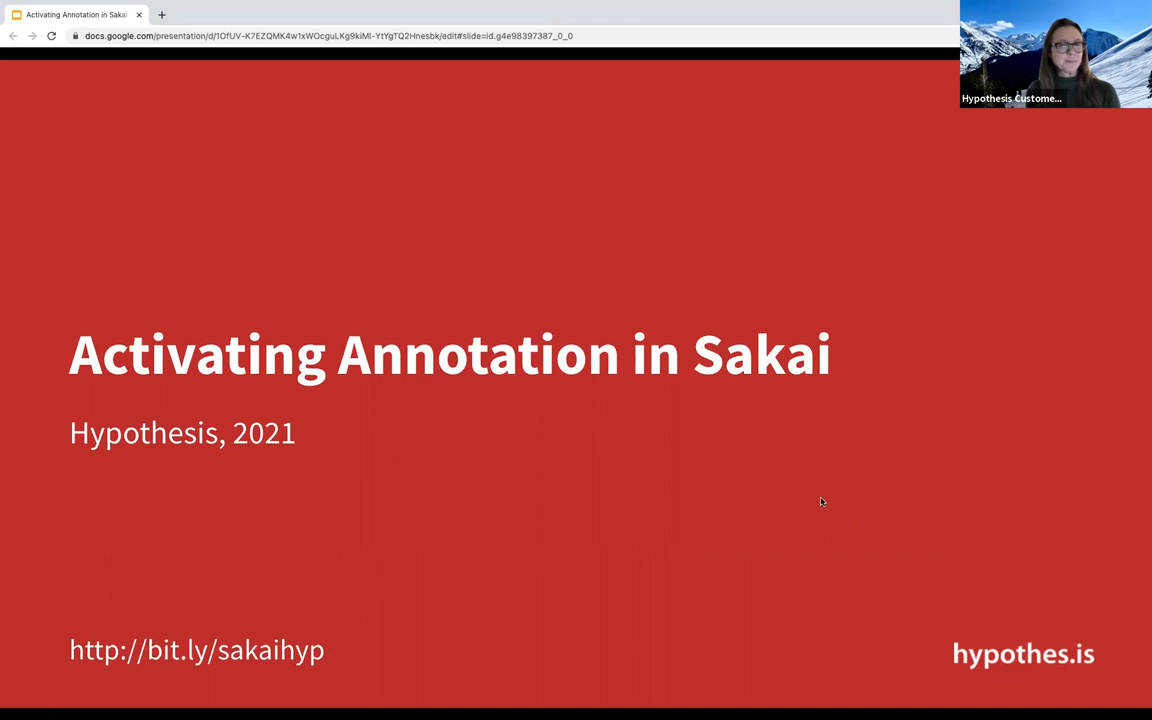 Activating Annotation in Sakai
docs.google.com/presentation/d/1OfUV-K7EZQMK4w1xWOcguLKg9kiMl-YtYgTQ2Hnesbk/edit#slide=id.g4e98397387_0_0
Hypothesis Custome...
Activating Annotation in Sakai
Hypothesis, 2021
http://bit.ly/sakaihyp
hypothes.is